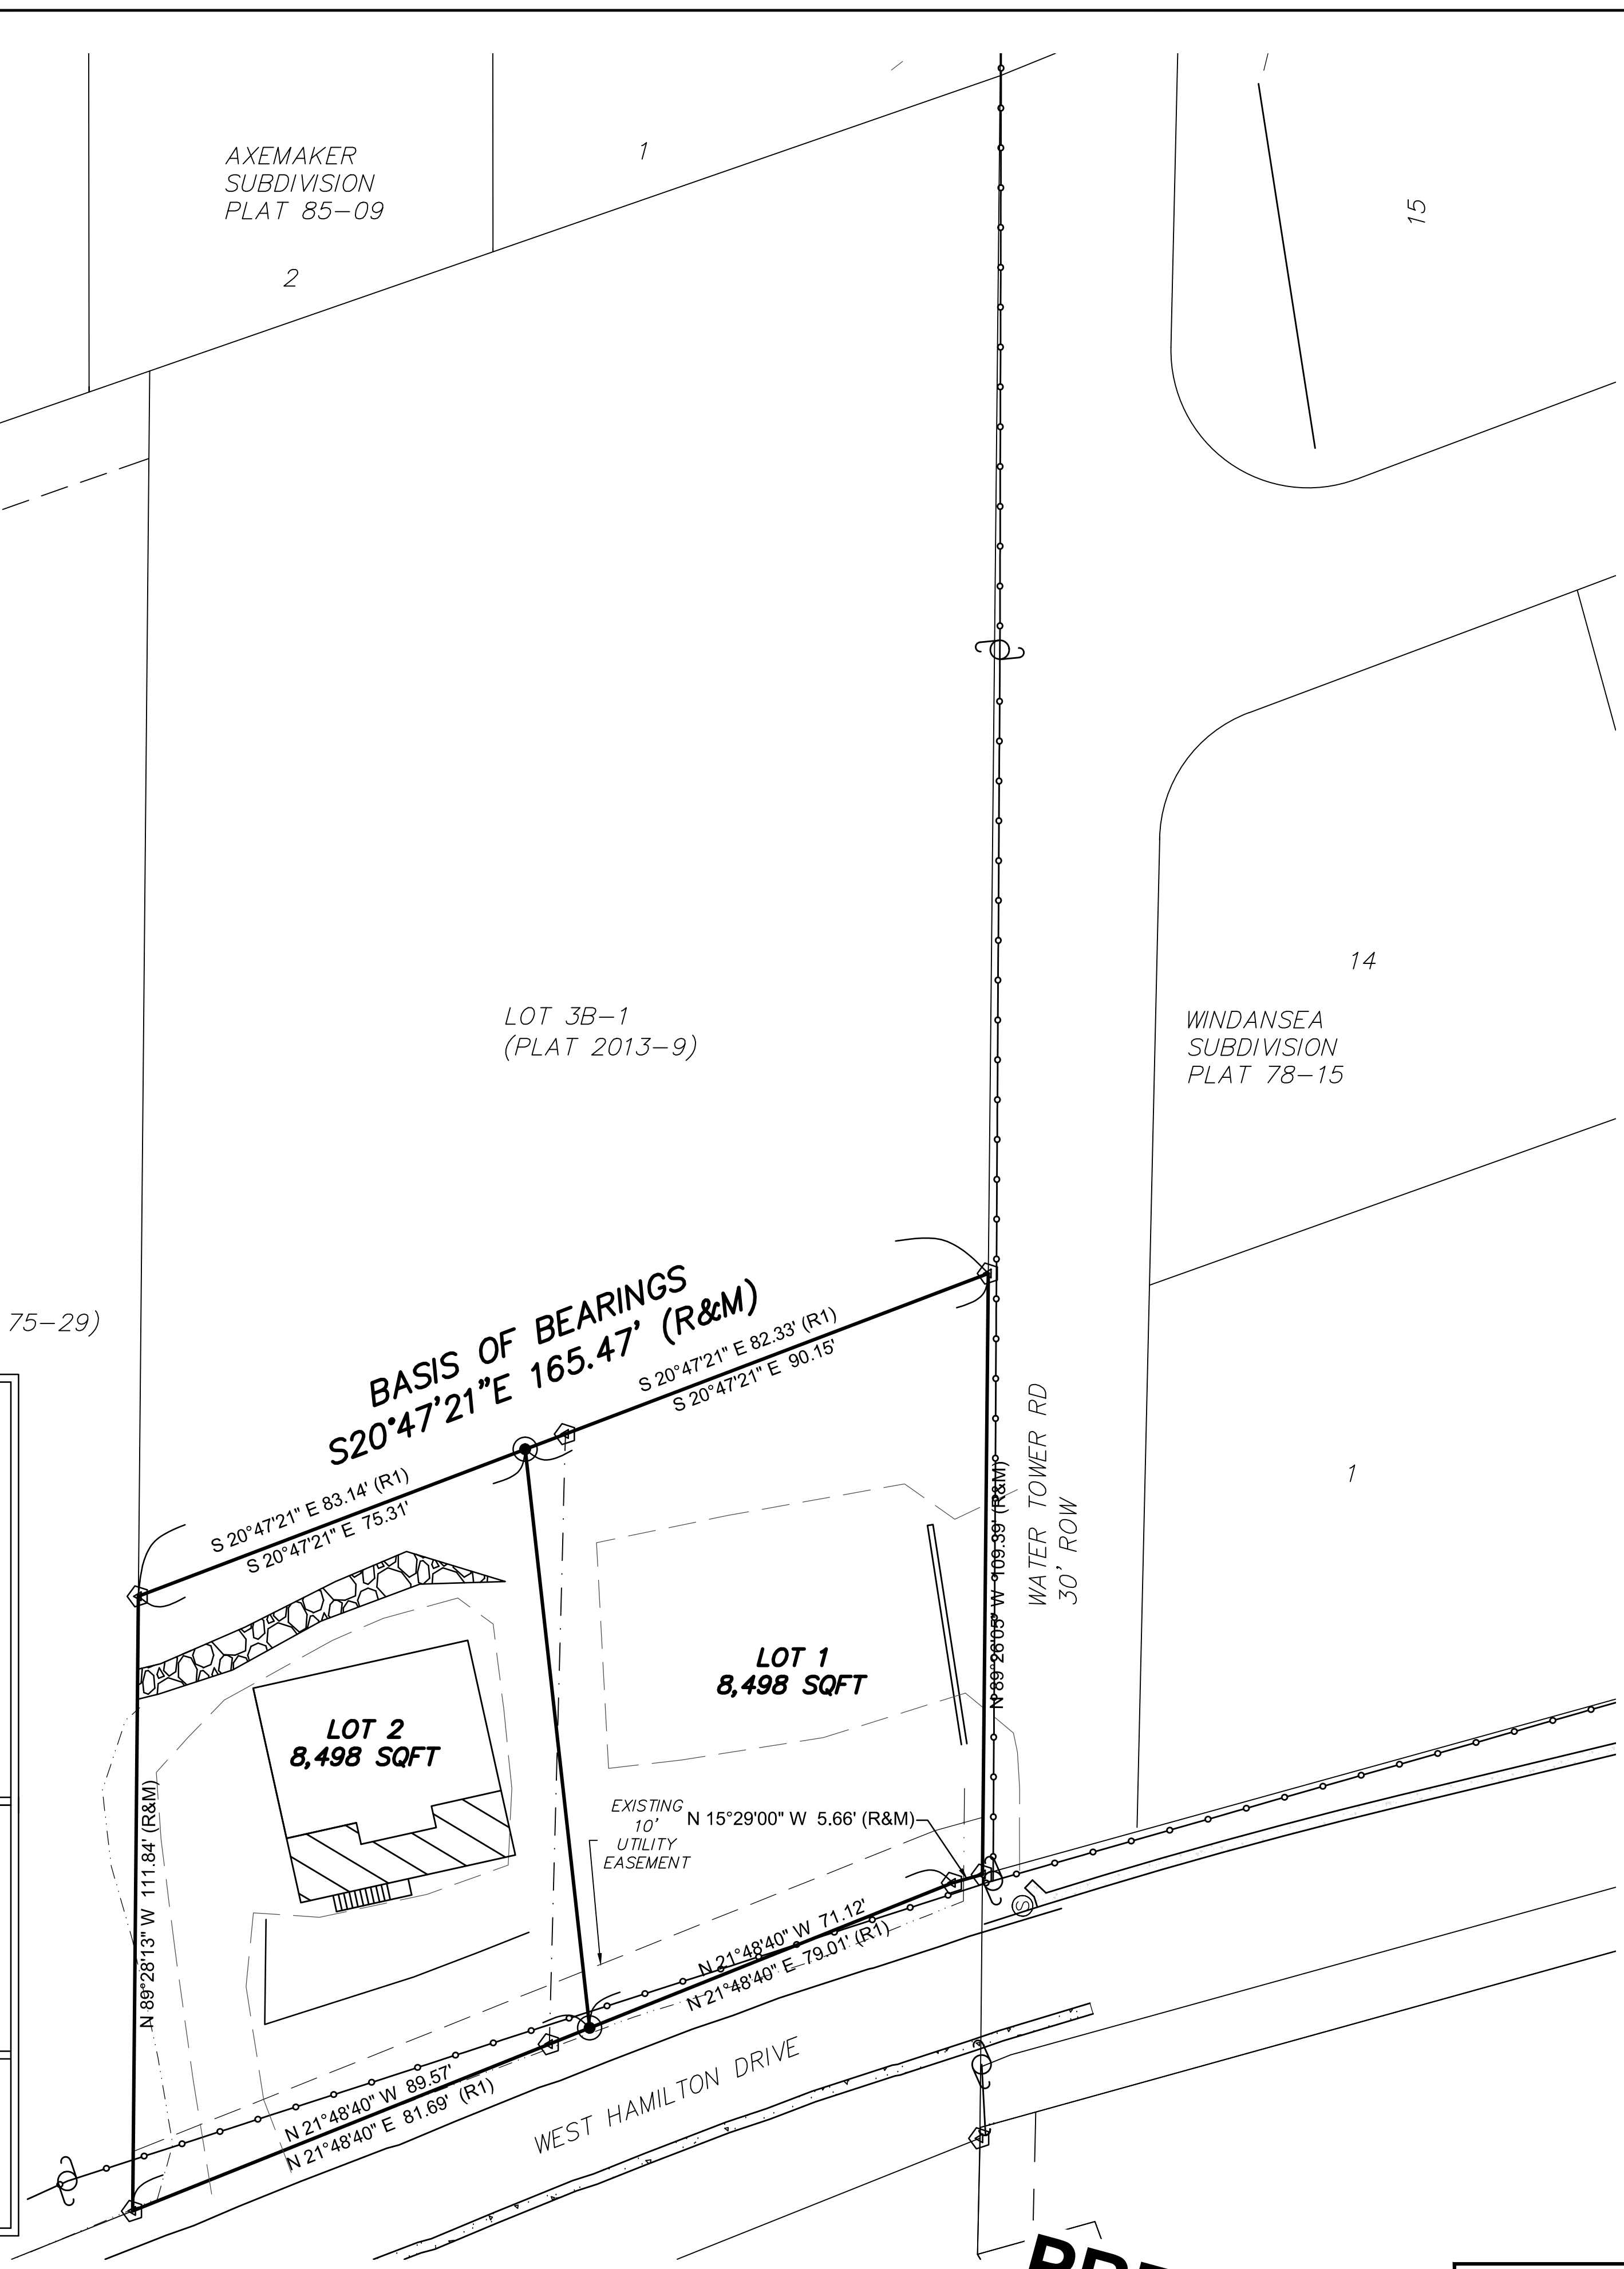 AXEMAKER
SUBDIVISION
PLAT 85-09
1
2
15
LOT 3B-1
(PLAT 2013-9)
14
WINDANSEA
SUBDIVISION
PLAT 78-15
75-29)
BASIS OF BEARINGS
S20°47'21"E 165.47' (R&M)
S 20°47'21" E 82.33' (R1)
S 20°47'21" E 90.15'
S 20°47'21" E 83.14' (R1)
S 20°47'21" E 75.31'
WATER TOWER RD
30' ROW
1
N 89°28'05" W 109.39' (R&M)
LOT 1
8,498 SQFT
LOT 2
8,498 SQFT
N 89°28'13" W 111.84' (R&M)
EXISTING
10'
UTILITY
EASEMENT
N 15°29'00" W 5.66' (R&M)
N 21°48'40" W 71.12'
N 21°48'40" E 79.01' (R1)
S
N 21°48'40" W 89.57'
N 21°48'40" E 81.69' (R1)
WEST HAMILTON DRIVE